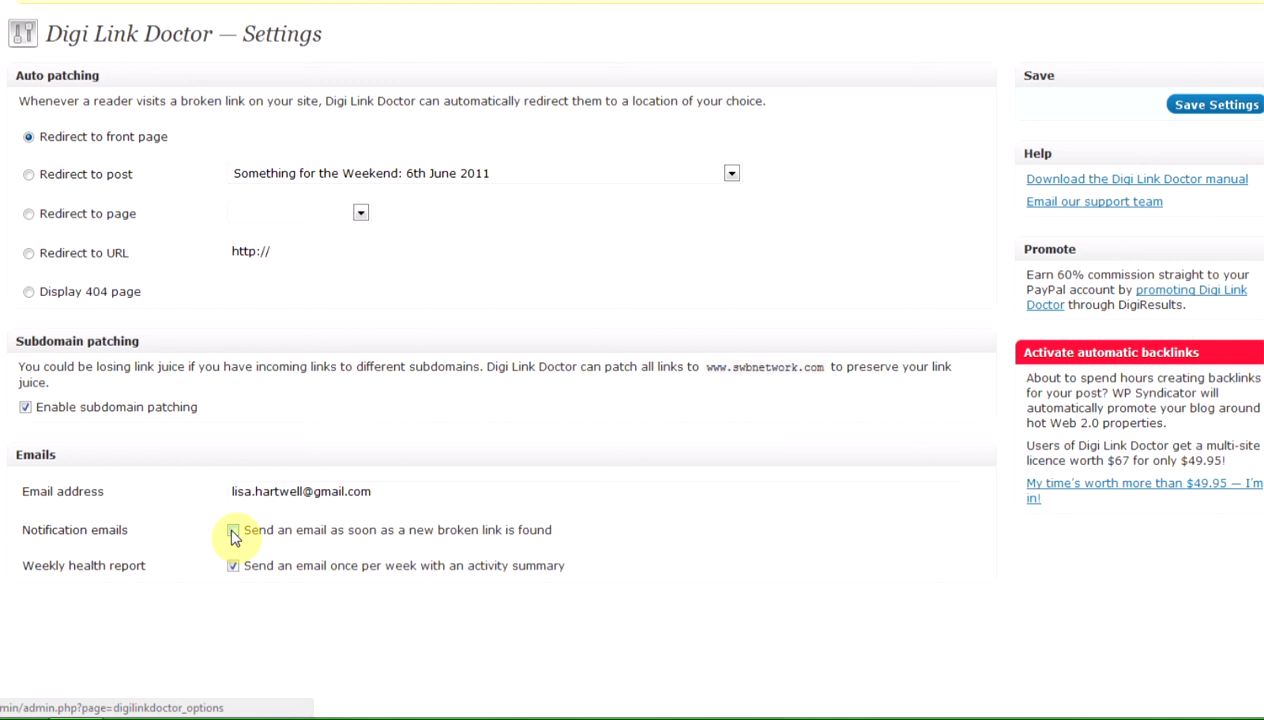 Digi Link Doctor — Settings
Auto patching
Whenever a reader visits a broken link on your site, Digi Link Doctor can automatically redirect them to a location of your choice.
Redirect to front page
Redirect to post
Something for the Weekend: 6th June 2011
Redirect to page
Redirect to URL
http://
Display 404 page
Subdomain patching
You could be losing link juice if you have incoming links to different subdomains. Digi Link Doctor can patch all links to www.swbnetwork.com to preserve your link
juice.
Enable subdomain patching
Emails
Email address
lisa.hartwell@gmail.com
Notification emails
Send an email as soon as a new broken link is found
Weekly health report
Send an email once per week with an activity summary
Save
Save Settings
Help
Download the Digi Link Doctor manual
Email our support team
Promote
Earn 60% commission straight to your
PayPal account by promoting Digi Link
Doctor through DigiResults.
Activate automatic backlinks
About to spend hours creating backlinks
for your post? WP Syndicator will
automatically promote your blog around
hot Web 2.0 properties.
Users of Digi Link Doctor get a multi-site
licence worth $67 for only $49.95!
My time's worth more than $49.95 — I'm
in!
min/admin.php?page=digilinkdoctor_options